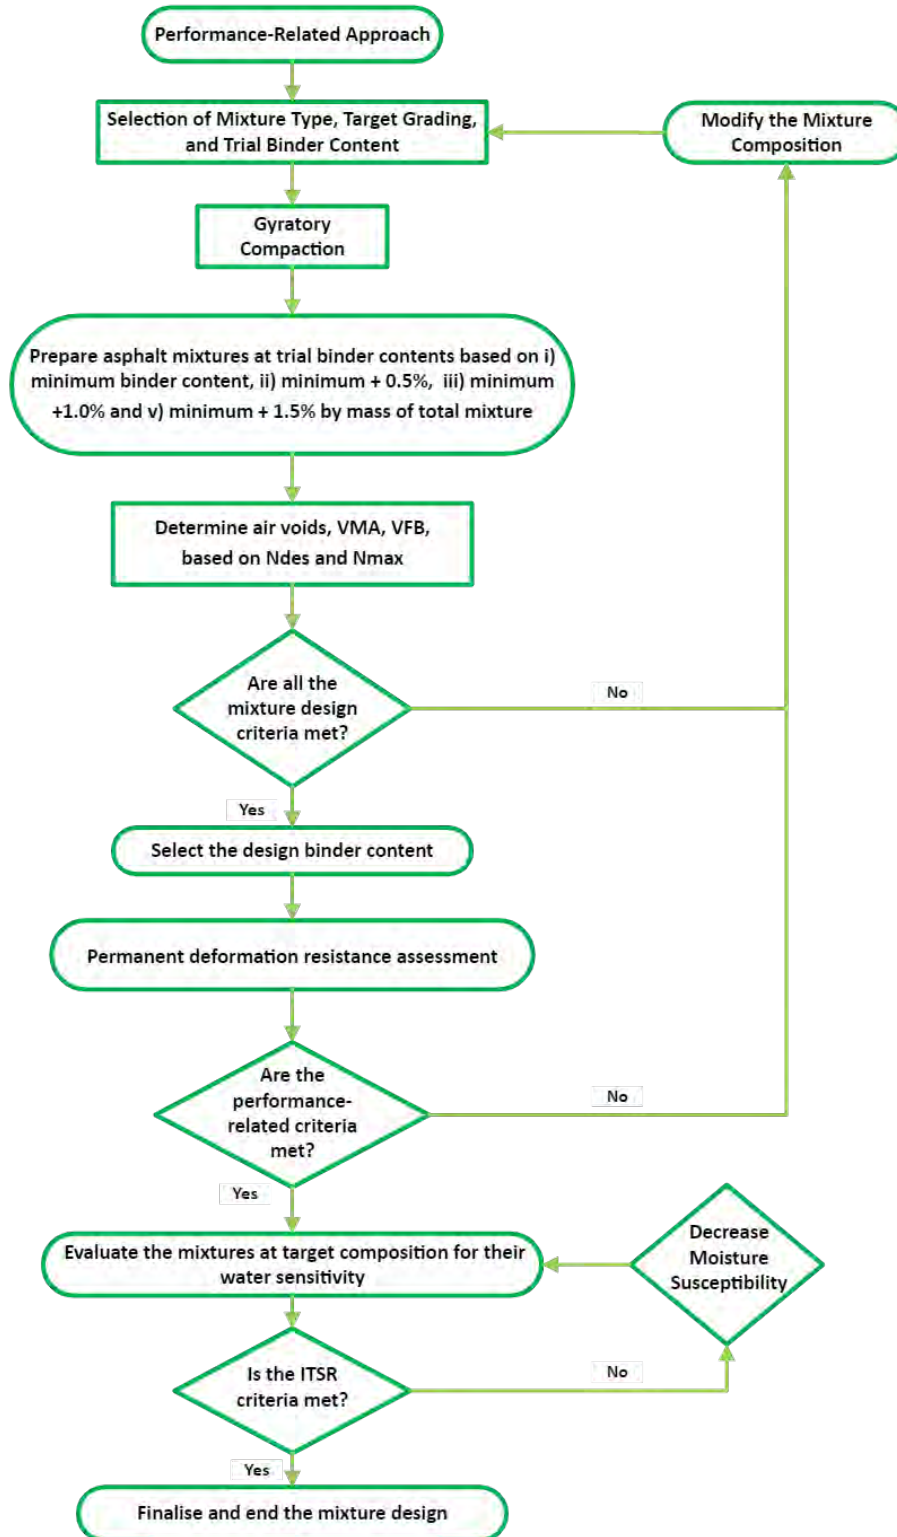 Performance-Related Approach
Selection of Mixture Type, Target Grading,
and Trial Binder Content
Modify the Mixture
Composition
Gyratory
Compaction
Prepare asphalt mixtures at trial binder contents based on i)
minimum binder content, ii) minimum + 0.5%, iii) minimum
+1.0% and v) minimum + 1.5% by mass of total mixture
Determine air voids, VMA, VFB,
based on Ndes and Nmax
Are all the
mixture design
criteria met?
No
Yes
Select the design binder content
Permanent deformation resistance assessment
Are the
performance-
related criteria
met?
No
Yes
Evaluate the mixtures at target composition for their
water sensitivity
Decrease
Moisture
Susceptibility
Is the ITSR
criteria met?
No
Yes
Finalise and end the mixture design